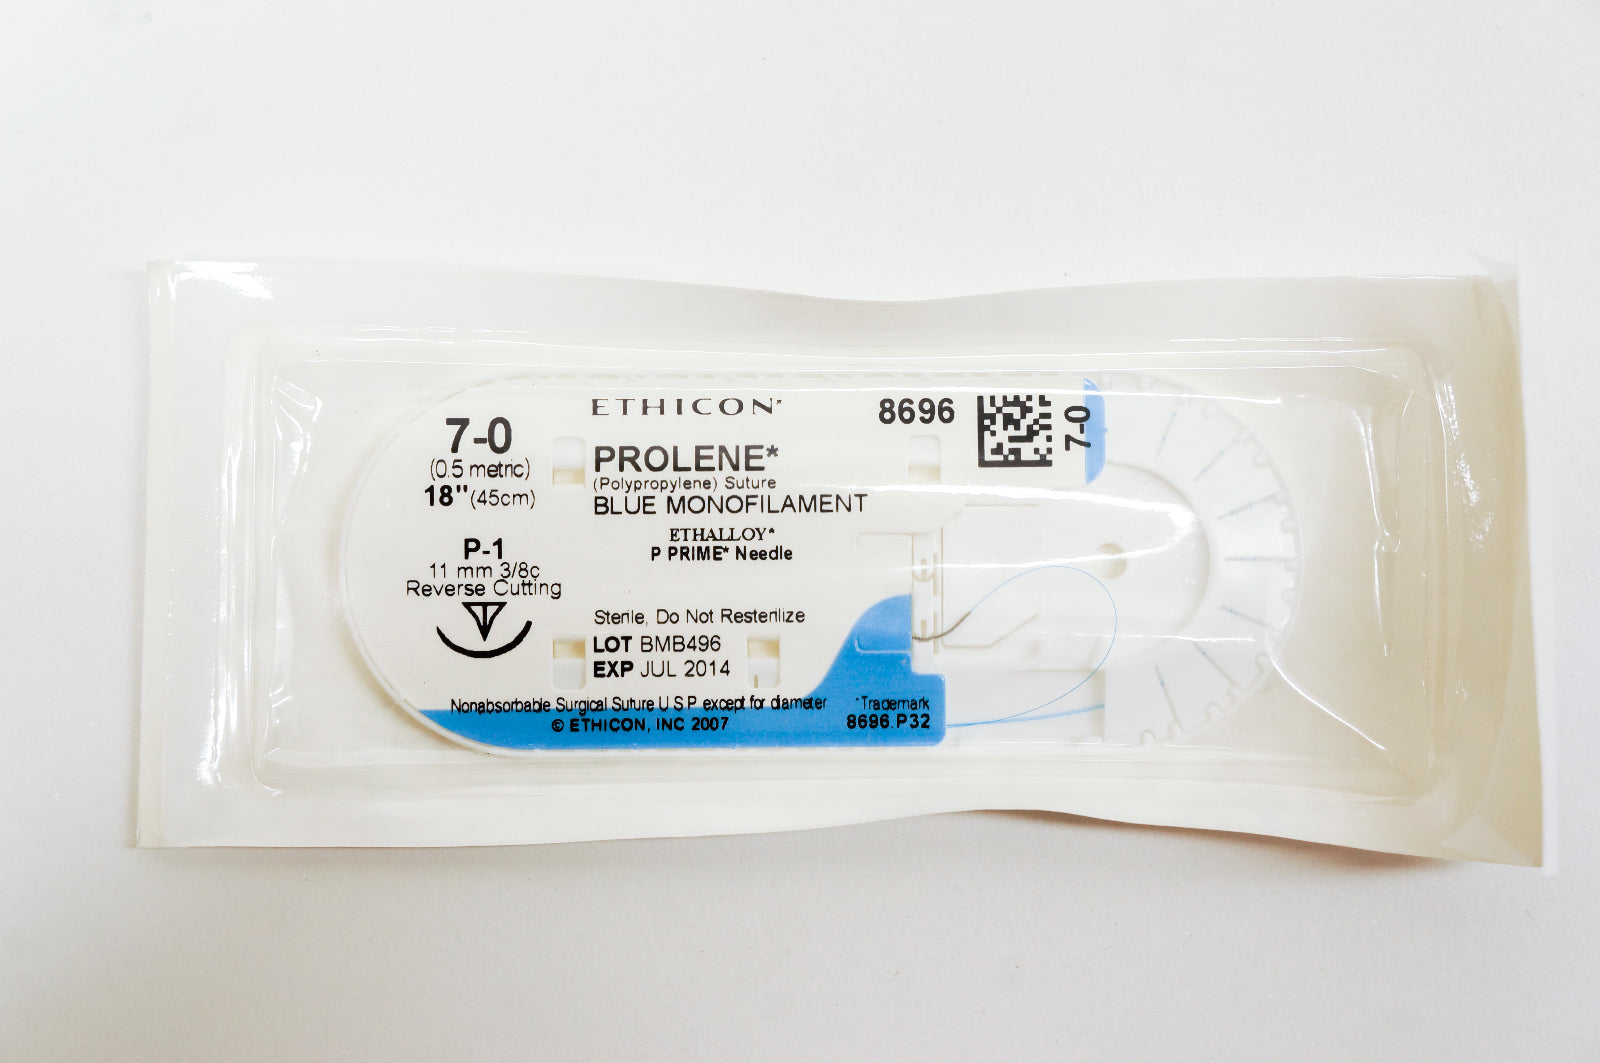 7-0
(0.5 metric)
18"(45cm)
P-1
11 mm 3/8c
Reverse Cutting
ETHICON*
PROLENE*
(Polypropylene) Suture
BLUE MONOFILAMENT
ETHALLOY*
P PRIME* Needle
Sterile, Do Not Resterilize
LOT BMB496
EXP JUL 2014
Nonabsorbable Surgical Suture U S P except for diameter
© ETHICON, INC 2007
*Trademark
8696.P32
8696
7-0